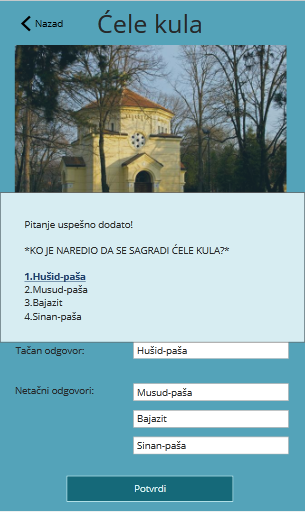 Nazad
Ćele kula
Pitanje uspešno dodato!
*KO JE NAREDIO DA SE SAGRADI ĆELE KULA?*
1.Hušid-paša
2.Musud-paša
3.Bajazit
4.Sinan-paša
Tačan odgovor: Hušid-paša
Netačni odgovori: Musud-paša
Bajazit
Sinan-paša
Potvrdi